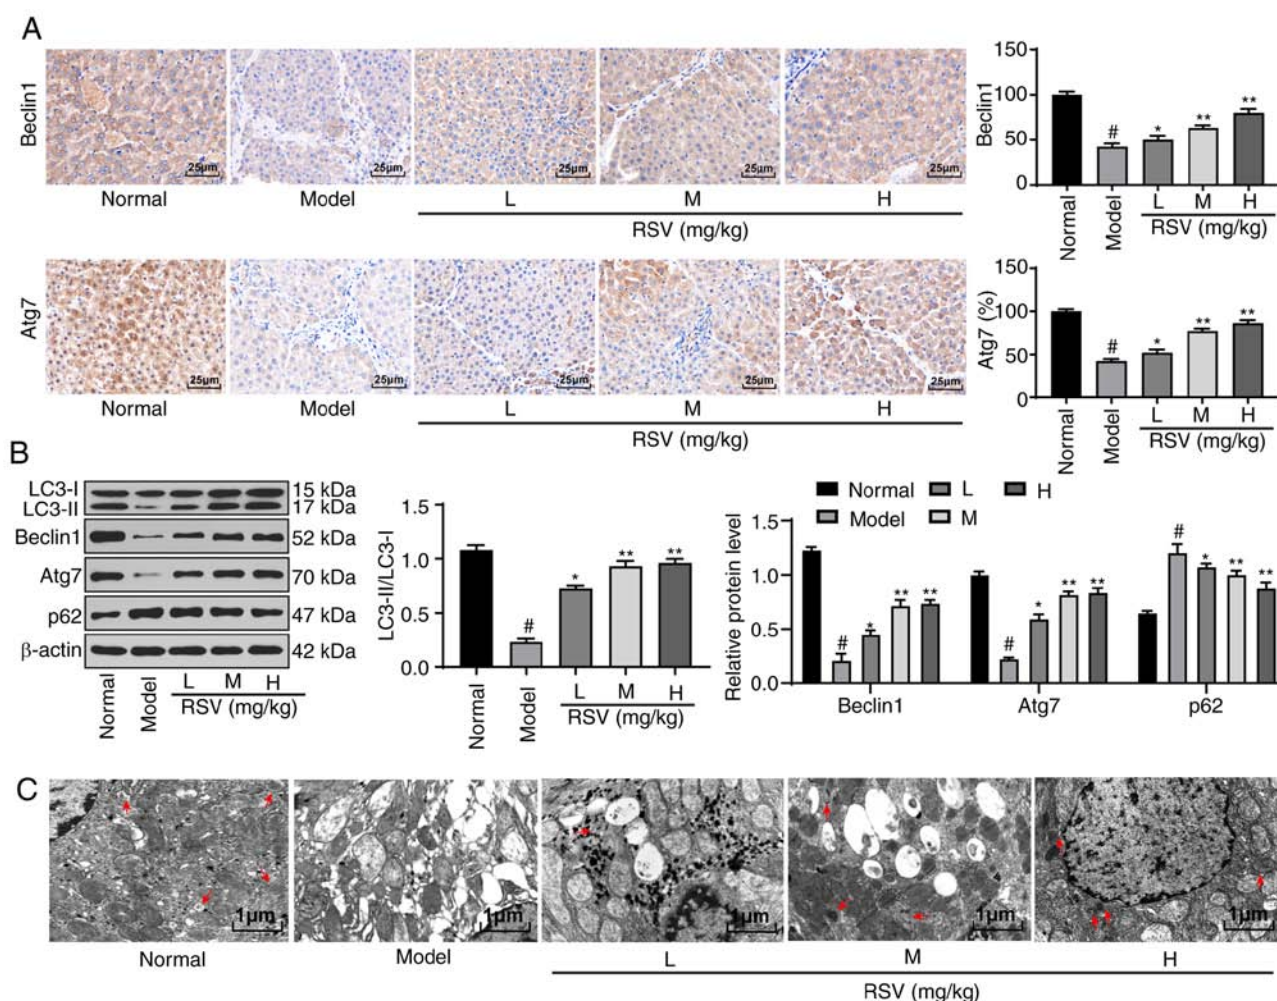 A
Beclin1
25µm 25µm 25µm 25µm 25µm
Normal Model L M H
RSV (mg/kg)
Beclin1
150
100
50
0
# * ** **
Normal Model L M H
RSV (mg/kg)
Atg7
25µm 25µm 25µm 25µm 25µm
Normal Model L M H
RSV (mg/kg)
Atg7 (%)
150
100
50
0
# * ** **
Normal Model L M H
RSV (mg/kg)
B
LC3-I 15 kDa
LC3-II 17 kDa
Beclin1 52 kDa
Atg7 70 kDa
p62 47 kDa
β-actin 42 kDa
Normal Model L M H
RSV (mg/kg)
LC3-II/LC3-I
1.5
1.0
0.5
0.0
# * ** **
Normal Model L M H
RSV (mg/kg)
Normal L H
Model M
Relative protein level
1.5
1.0
0.5
0.0
# * ** **
# * ** **
# * ** **
Beclin1 Atg7 p62
C
1µm 1µm 1µm 1µm 1µm
Normal Model L M H
RSV (mg/kg)